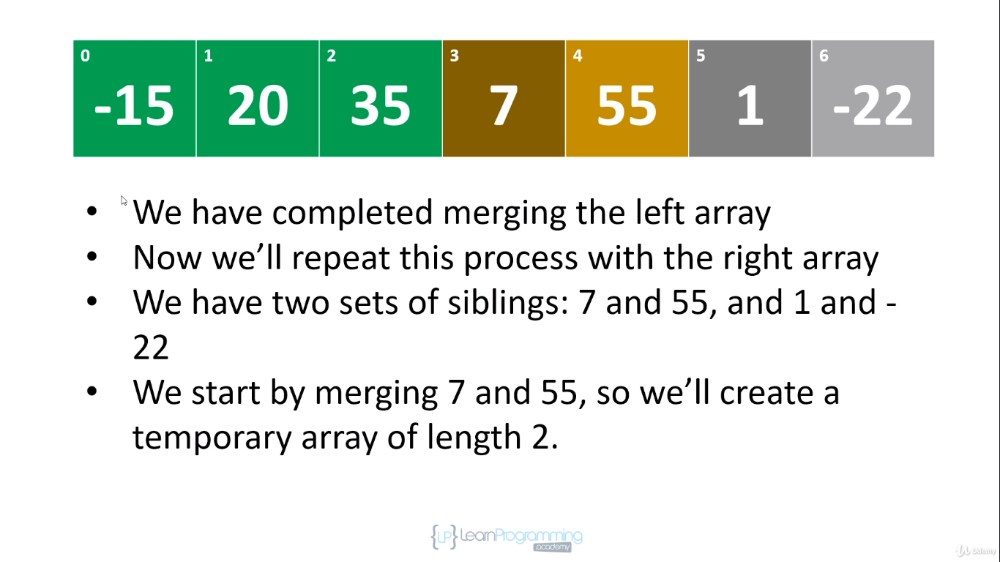 0 1 2 3 4 5 6
-15 20 35 7 55 1 -22
• We have completed merging the left array
• Now we’ll repeat this process with the right array
• We have two sets of siblings: 7 and 55, and 1 and -
22
• We start by merging 7 and 55, so we’ll create a
temporary array of length 2.
{LP} LearnProgramming
.academy
Udemy